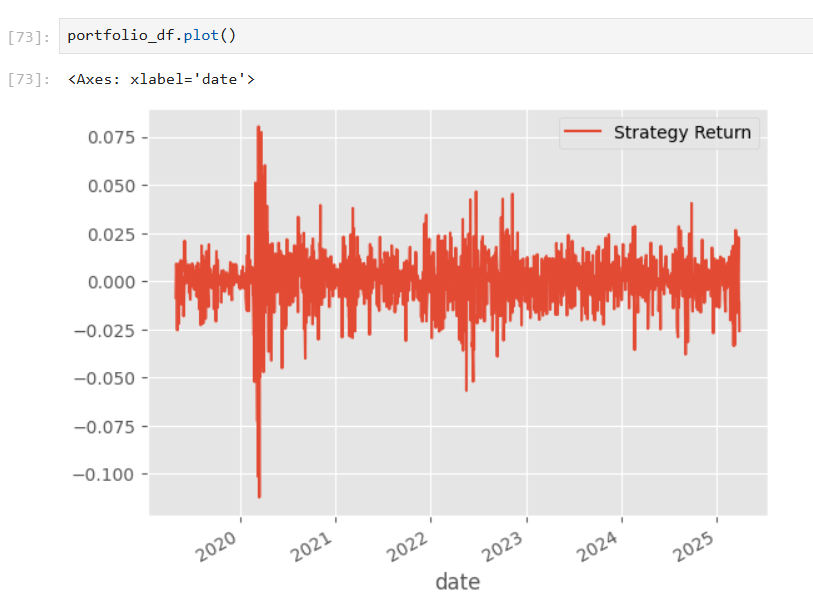 [73]: portfolio_df.plot()
[73]: <Axes: xlabel='date'>
Strategy Return
0.075
0.050
0.025
0.000
−0.025
−0.050
−0.075
−0.100
2020 2021 2022 2023 2024 2025
date